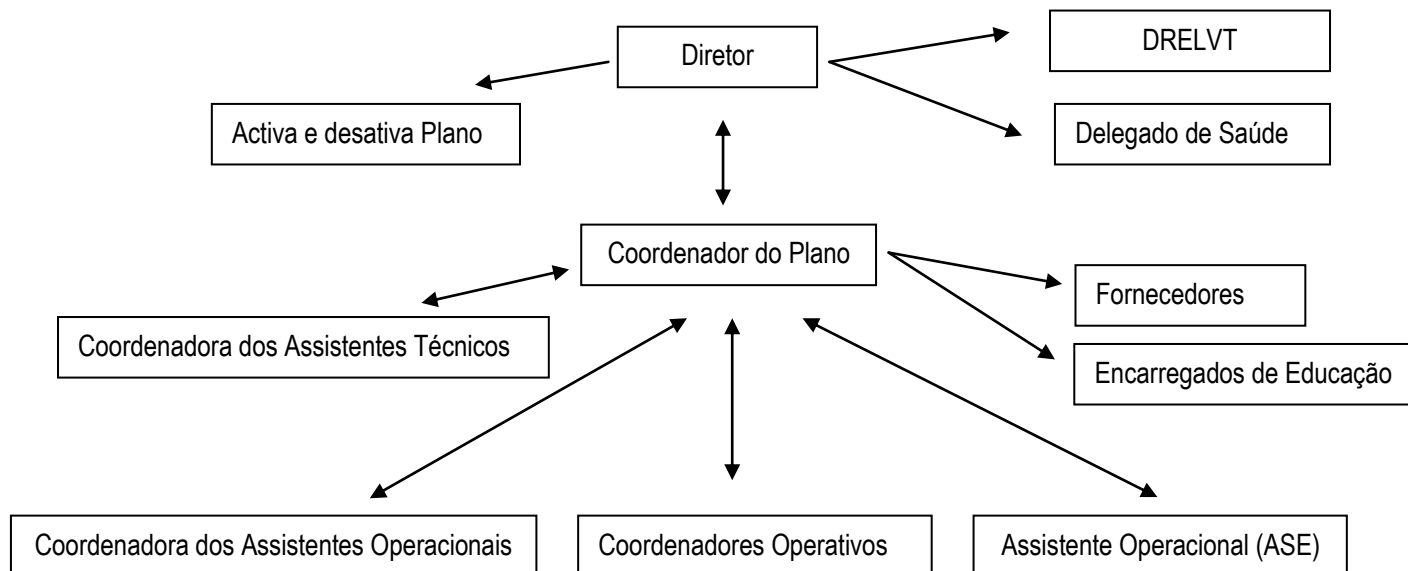 Diretor
DRELVT
Activa e desativa Plano
Delegado de Saúde
Coordenador do Plano
Fornecedores
Coordenadora dos Assistentes Técnicos
Encarregados de Educação
Coordenadora dos Assistentes Operacionais
Coordenadores Operativos
Assistente Operacional (ASE)